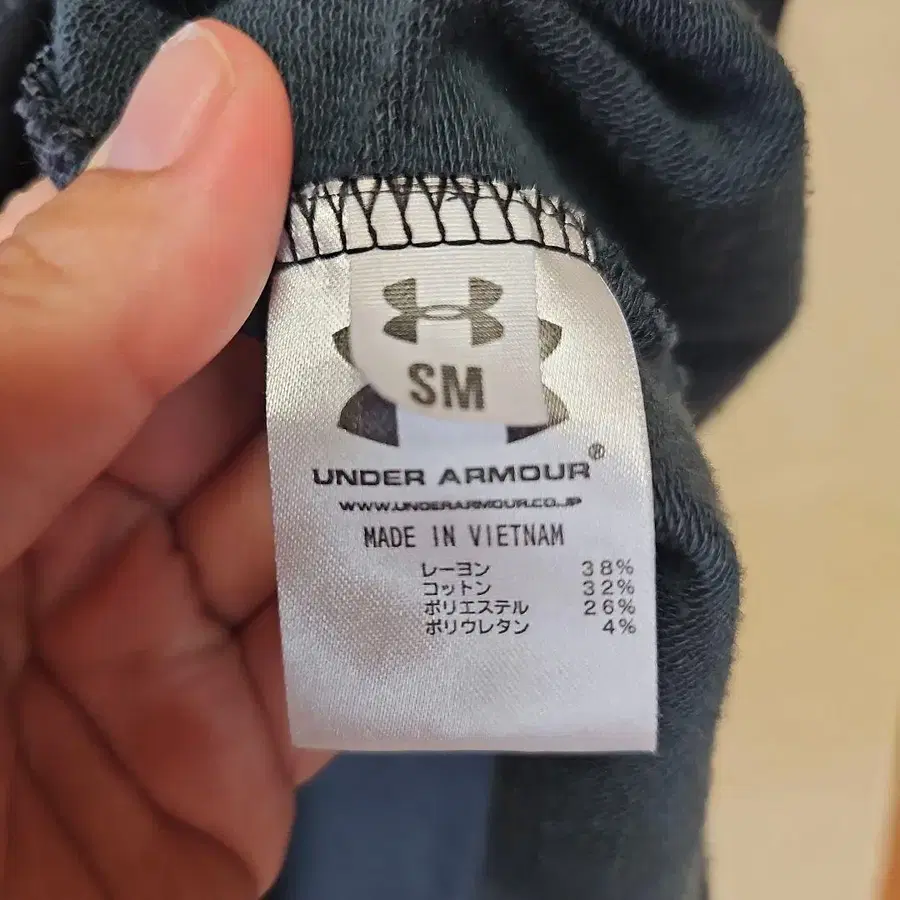 SM
UNDER ARMOUR®
WWW.UNDERARMOUR.CO.JP
MADE IN VIETNAM
レーヨン 38%
コットン 32%
ポリエステル 26%
ポリウレタン 4%